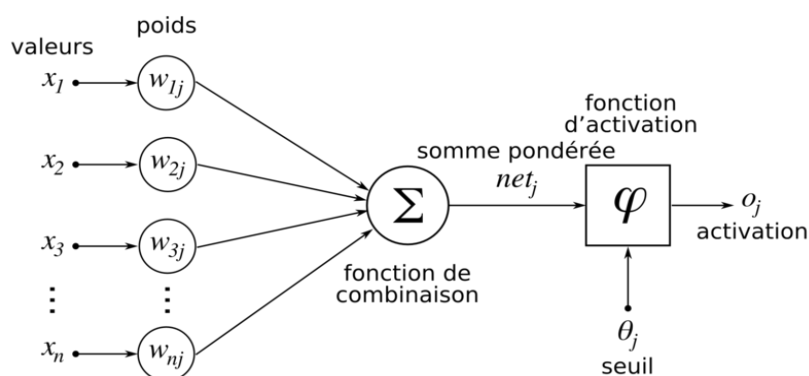 poids
valeurs
x1
w1j
x2
w2j
x3
w3j
⋮
⋮
xn
wnj
Σ
fonction de
combinaison
somme pondérée
netj
fonction
d'activation
φ
oj
activation
θj
seuil